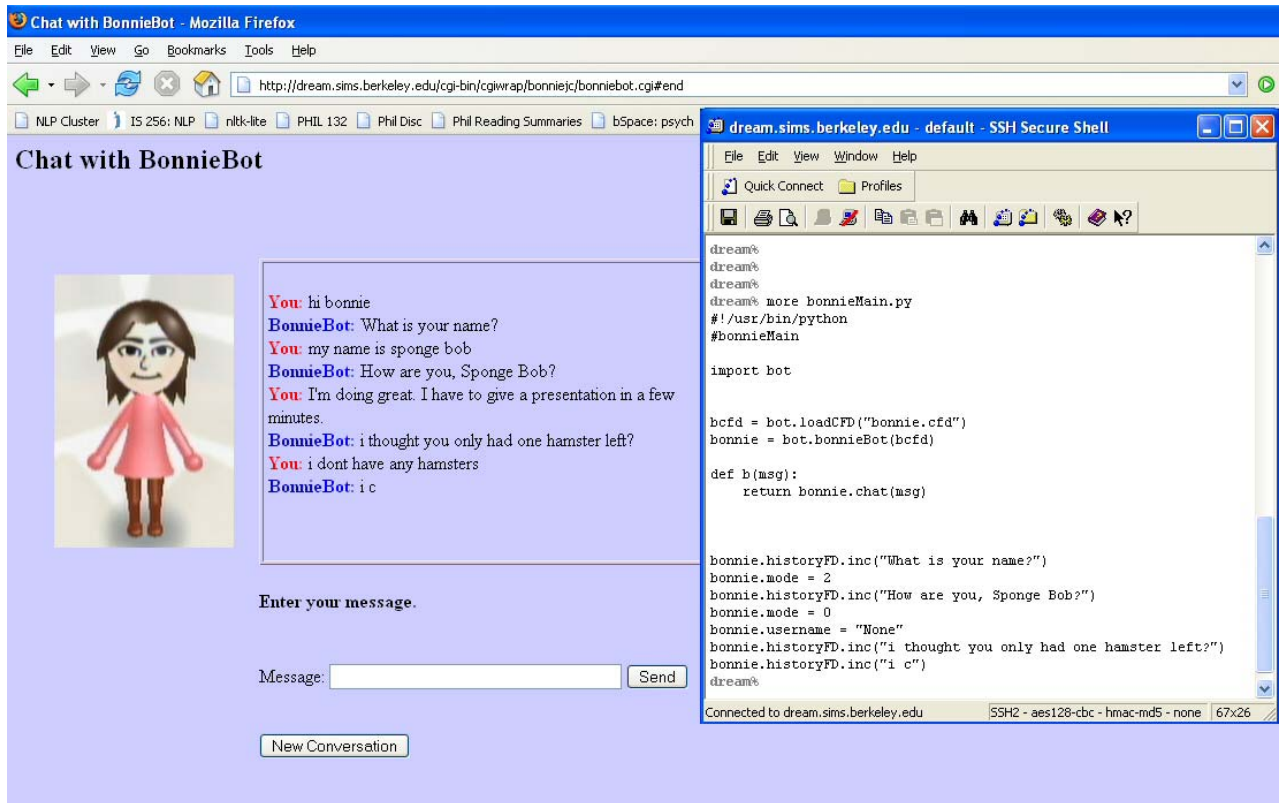 Chat with BonnieBot - Mozilla Firefox
File Edit View Go Bookmarks Tools Help
http://dream.sims.berkeley.edu/cgi-bin/cgiwrap/bonniejc/bonniebot.cgi#end
NLP Cluster IS 256: NLP nltk-lite PHIL 132 Phil Disc Phil Reading Summaries bSpace: psych
Chat with BonnieBot
You: hi bonnie
BonnieBot: What is your name?
You: my name is sponge bob
BonnieBot: How are you, Sponge Bob?
You: I'm doing great. I have to give a presentation in a few
minutes.
BonnieBot: i thought you only had one hamster left?
You: i dont have any hamsters
BonnieBot: i c
Enter your message.
Message: Send
New Conversation
dream.sims.berkeley.edu - default - SSH Secure Shell
File Edit View Window Help
Quick Connect Profiles
dream%
dream%
dream%
dream% more bonnieMain.py
#!/usr/bin/python
#bonnieMain
import bot
bcfd = bot.loadCFD("bonnie.cfd")
bonnie = bot.bonnieBot(bcfd)
def b(msg):
    return bonnie.chat(msg)
bonnie.historyFD.inc("What is your name?")
bonnie.mode = 2
bonnie.historyFD.inc("How are you, Sponge Bob?")
bonnie.mode = 0
bonnie.username = "None"
bonnie.historyFD.inc("i thought you only had one hamster left?")
bonnie.historyFD.inc("i c")
dream%
Connected to dream.sims.berkeley.edu SSH2 - aes128-cbc - hmac-md5 - none 67x26